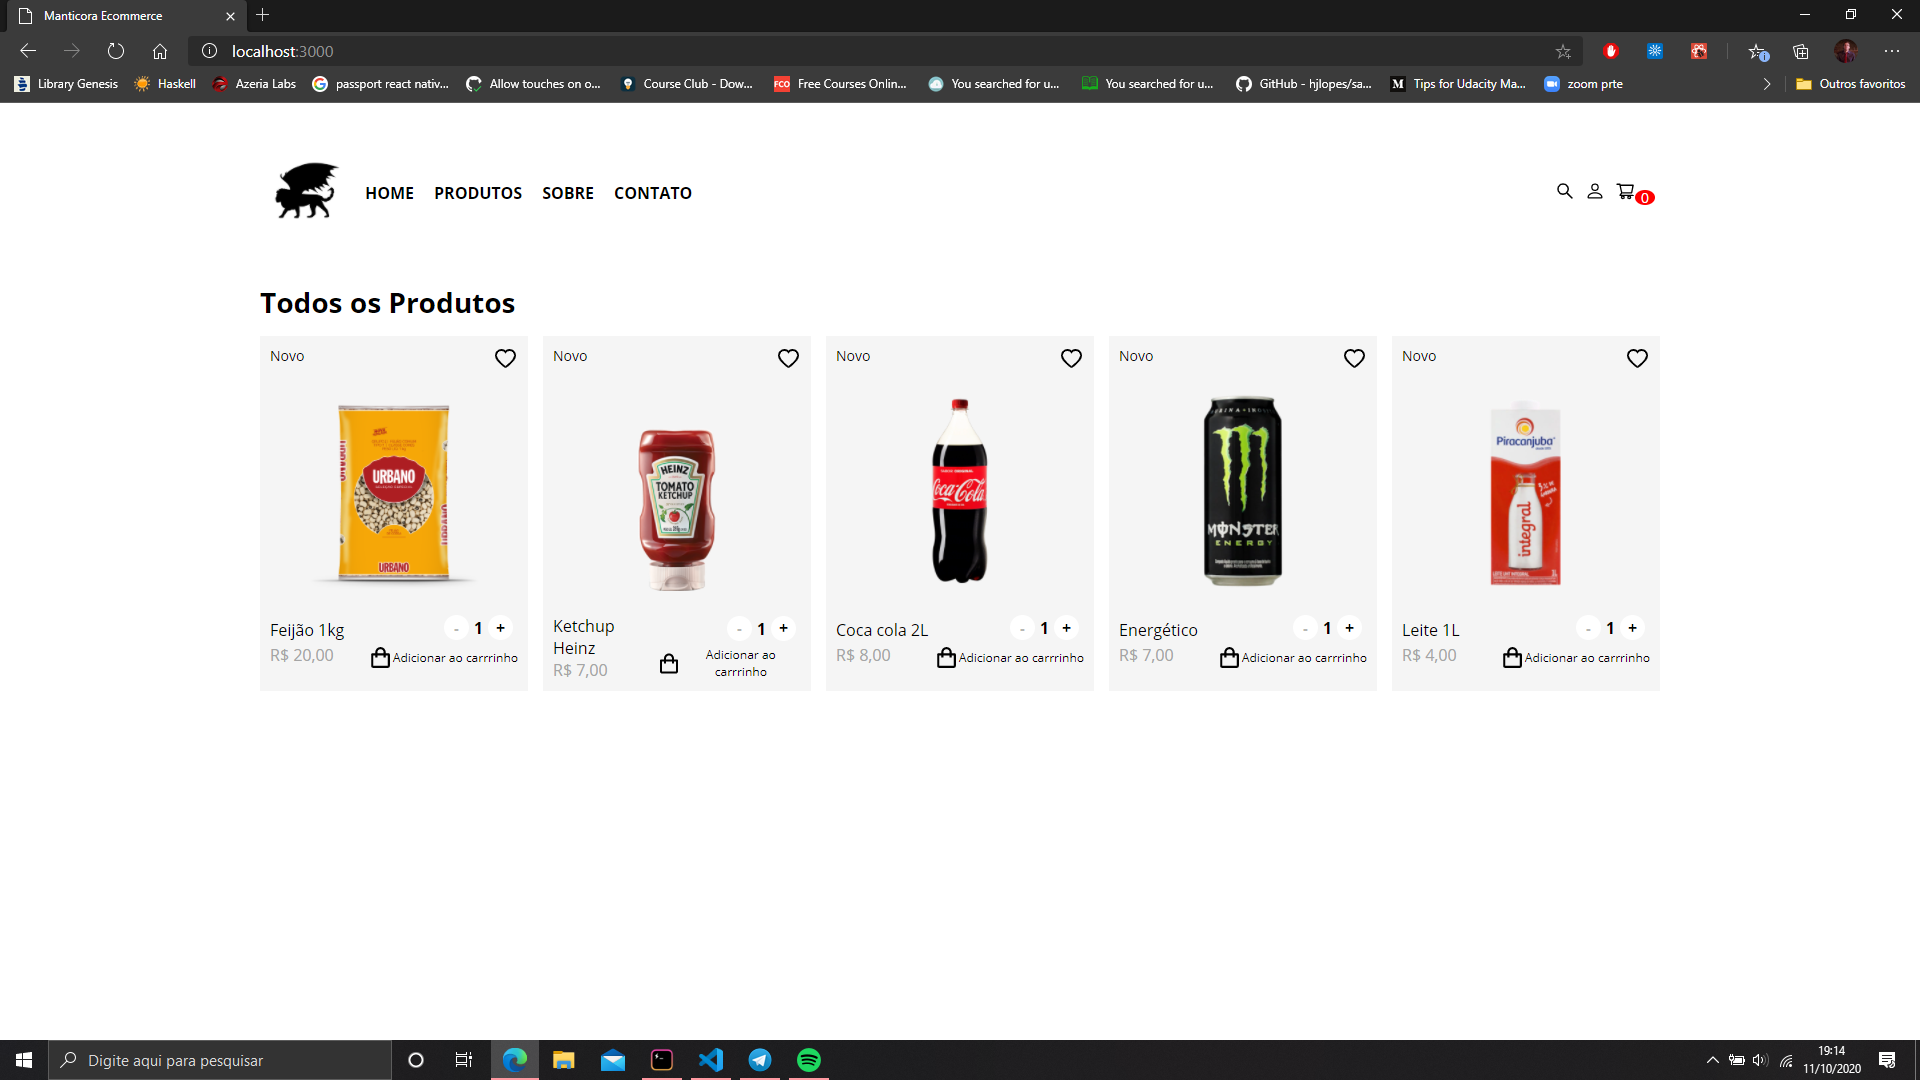 Manticora Ecommerce
localhost:3000
Library Genesis
Haskell
Azeria Labs
passport react nativ...
Allow touches on o...
Course Club - Dow...
FCO
Free Courses Onlin...
You searched for u...
You searched for u...
GitHub - hjlopes/sa...
M
Tips for Udacity Ma...
zoom prte
Outros favoritos
HOME
PRODUTOS
SOBRE
CONTATO
0
Todos os Produtos
Novo
Novo
Novo
Novo
Novo
URBANO
URBANO
URBANO
URBANO
HEINZ
TOMATO
KETCHUP
Coca-Cola
MONSTER
ENERGY
Piracanjuba
integral
Feijão 1kg
- 1 +
R$ 20,00
Adicionar ao carrrinho
Ketchup
Heinz
- 1 +
R$ 7,00
Adicionar ao
carrrinho
Coca cola 2L
- 1 +
R$ 8,00
Adicionar ao carrrinho
Energético
- 1 +
R$ 7,00
Adicionar ao carrrinho
Leite 1L
- 1 +
R$ 4,00
Adicionar ao carrrinho
Digite aqui para pesquisar
19:14
11/10/2020